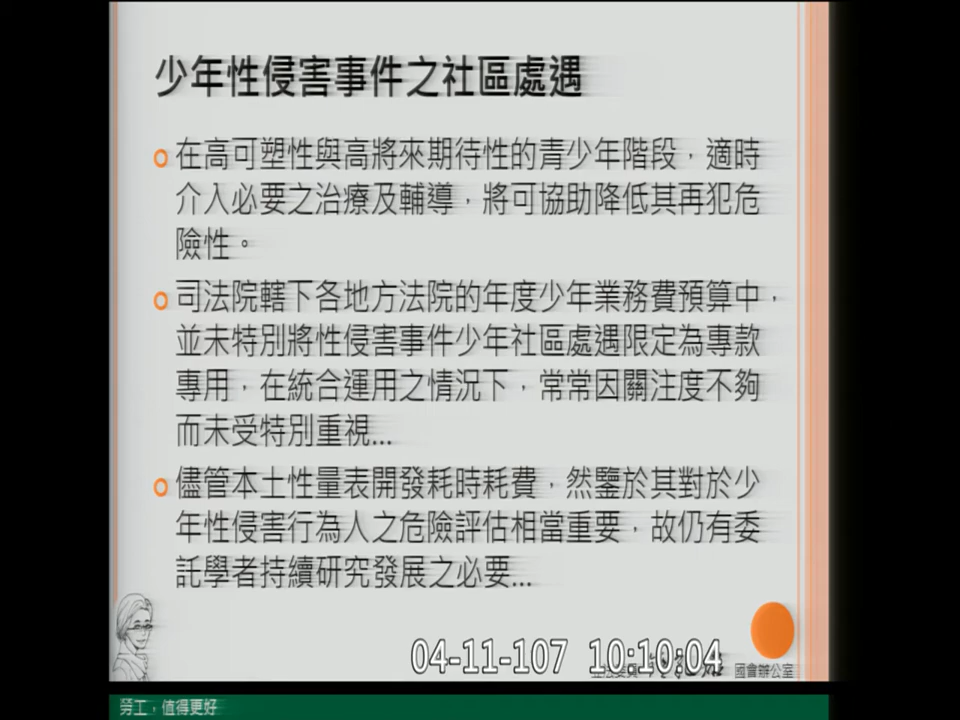 少年性侵害事件之社區處遇
在高可塑性與高將來期待性的青少年階段，適時
介入必要之治療及輔導，將可協助降低其再犯危
險性。
司法院轄下各地方法院的年度少年業務費預算中，
並未特別將性侵害事件少年社區處遇限定為專款
專用，在統合運用之情況下，常常因關注度不夠
而未受特別重視...
儘管本土性量表開發耗時耗費，然鑒於其對於少
年性侵害行為人之危險評估相當重要，故仍有委
託學者持續研究發展之必要...
04-11-107 10:10:04
國會辦公室
勞工，值得更好